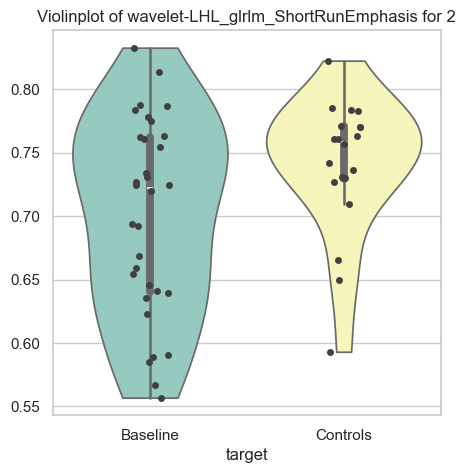 Violinplot of wavelet-LHL_glrlm_ShortRunEmphasis for 2
0.80
0.75
0.70
0.65
0.60
0.55
Baseline
Controls
target